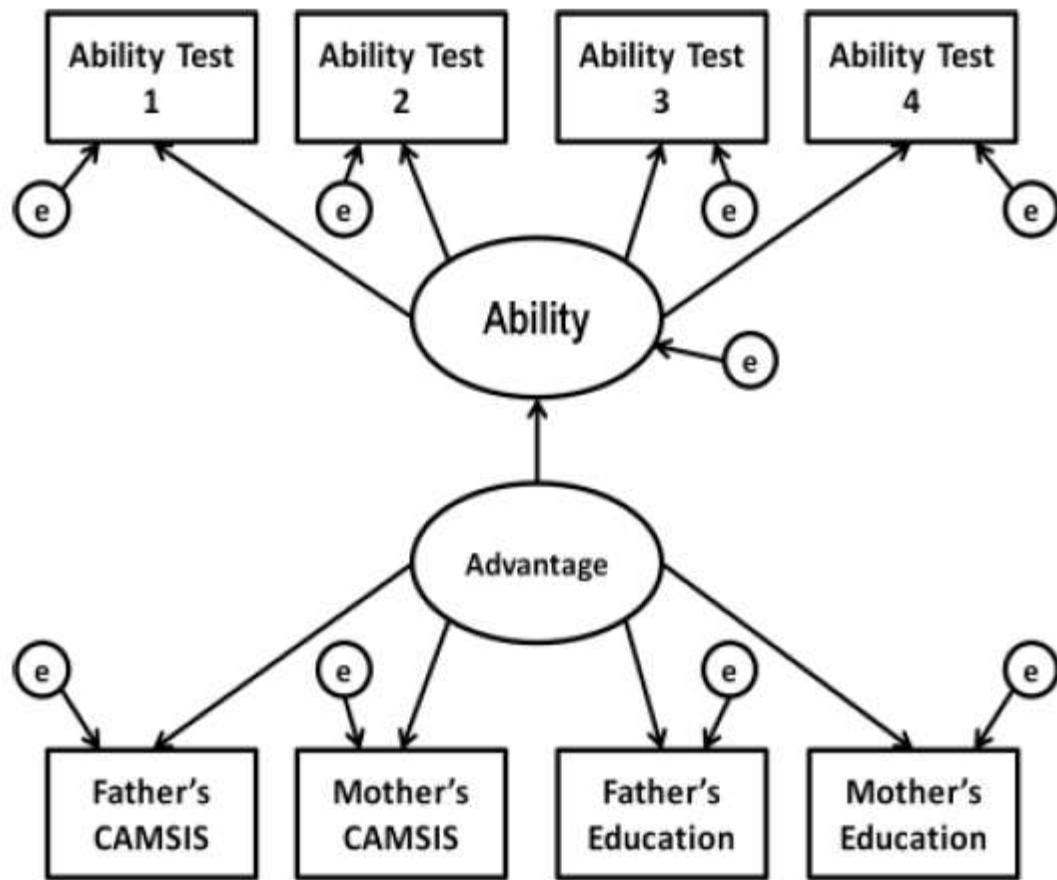 Ability Test
1
Ability Test
2
Ability Test
3
Ability Test
4
e
e
e
e
Ability
e
Advantage
e
e
e
e
Father's
CAMSIS
Mother's
CAMSIS
Father's
Education
Mother's
Education